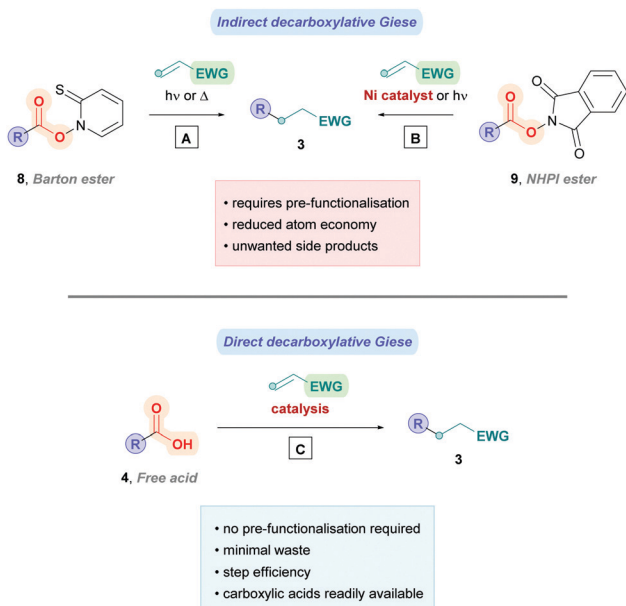 Indirect decarboxylative Giese
EWG
hν or Δ
A
EWG
Ni catalyst or hν
B
S
O
R
O
N
R
EWG
3
O
R
O
N
O
O
8, Barton ester
9, NHPI ester
• requires pre-functionalisation
• reduced atom economy
• unwanted side products
Direct decarboxylative Giese
EWG
catalysis
C
O
R
OH
R
EWG
4, Free acid
3
• no pre-functionalisation required
• minimal waste
• step efficiency
• carboxylic acids readily available